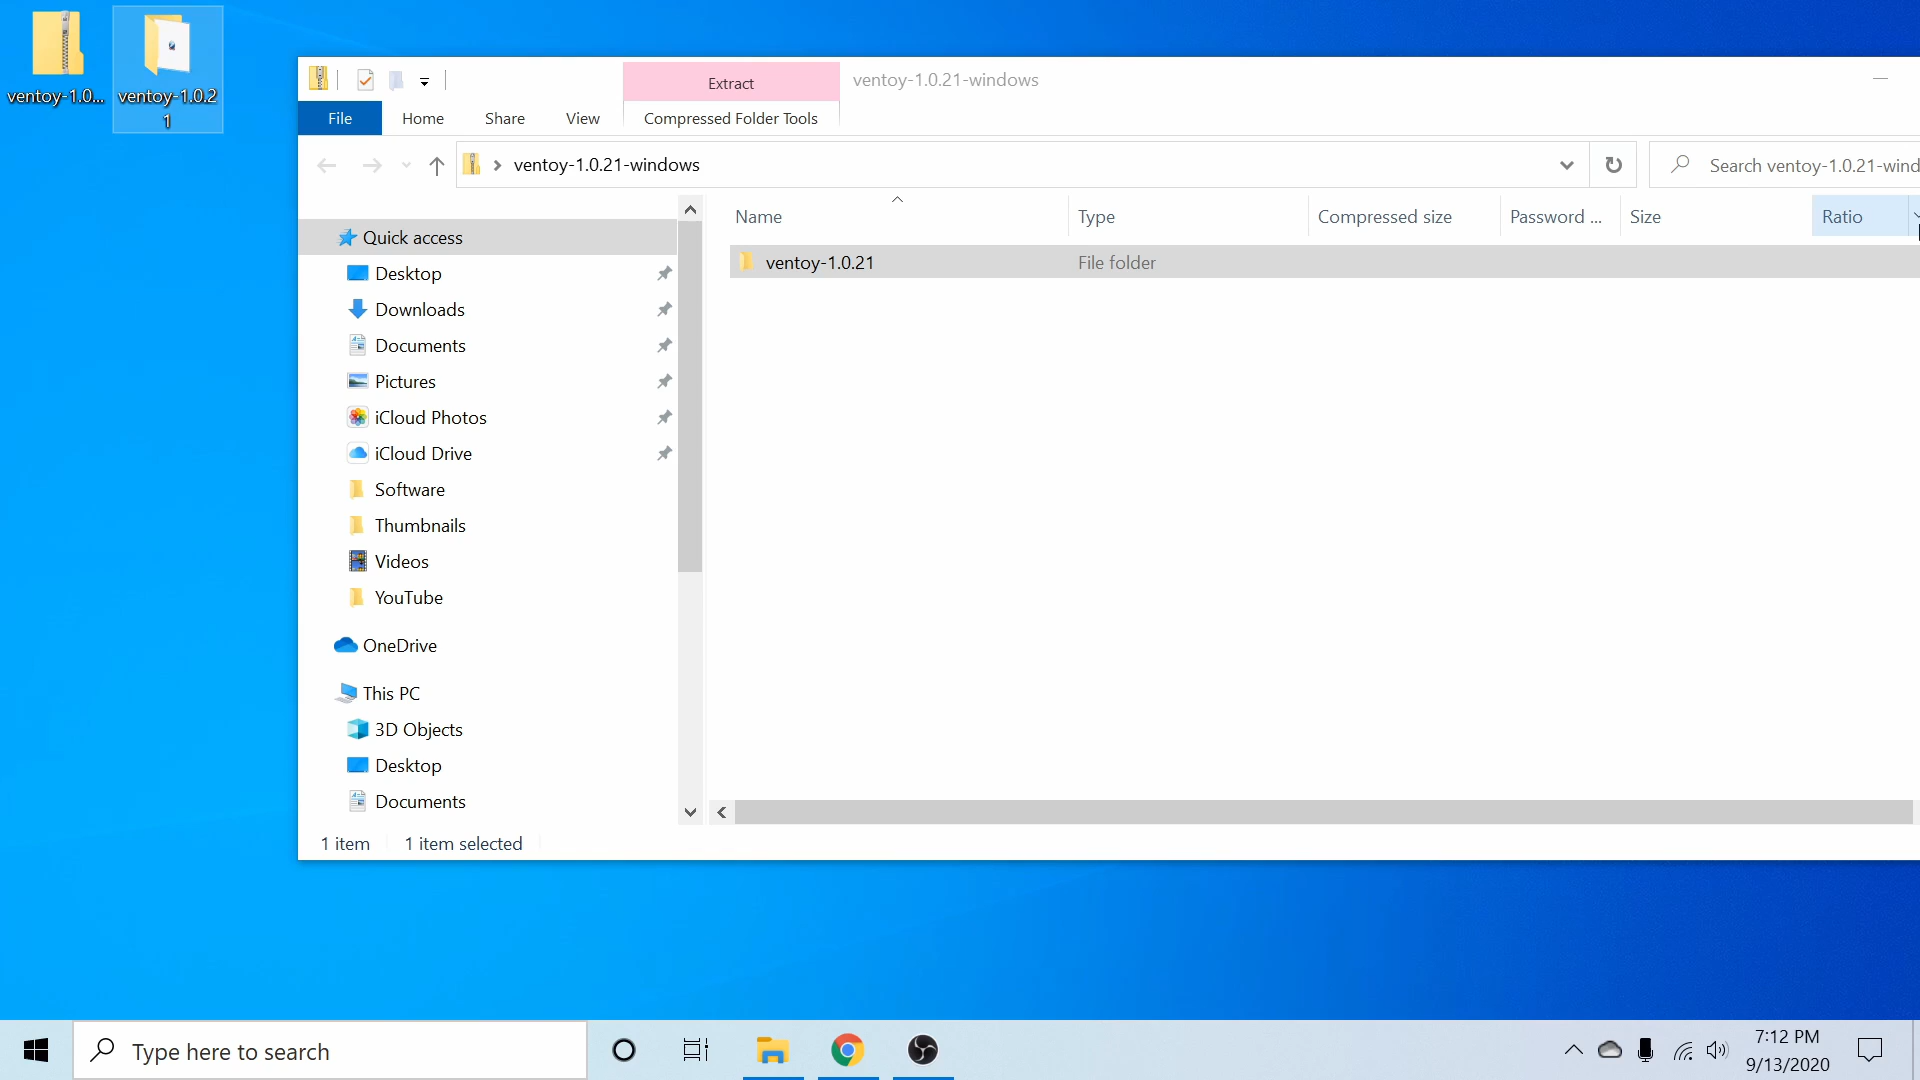 ventoy-1.0...
ventoy-1.0.2
1
Extract
ventoy-1.0.21-windows
File
Home
Share
View
Compressed Folder Tools
ventoy-1.0.21-windows
Search ventoy-1.0.21-wind
Name
Type
Compressed size
Password ...
Size
Ratio
ventoy-1.0.21
File folder
Quick access
Desktop
Downloads
Documents
Pictures
iCloud Photos
iCloud Drive
Software
Thumbnails
Videos
YouTube
OneDrive
This PC
3D Objects
Desktop
Documents
1 item
1 item selected
Type here to search
7:12 PM
9/13/2020